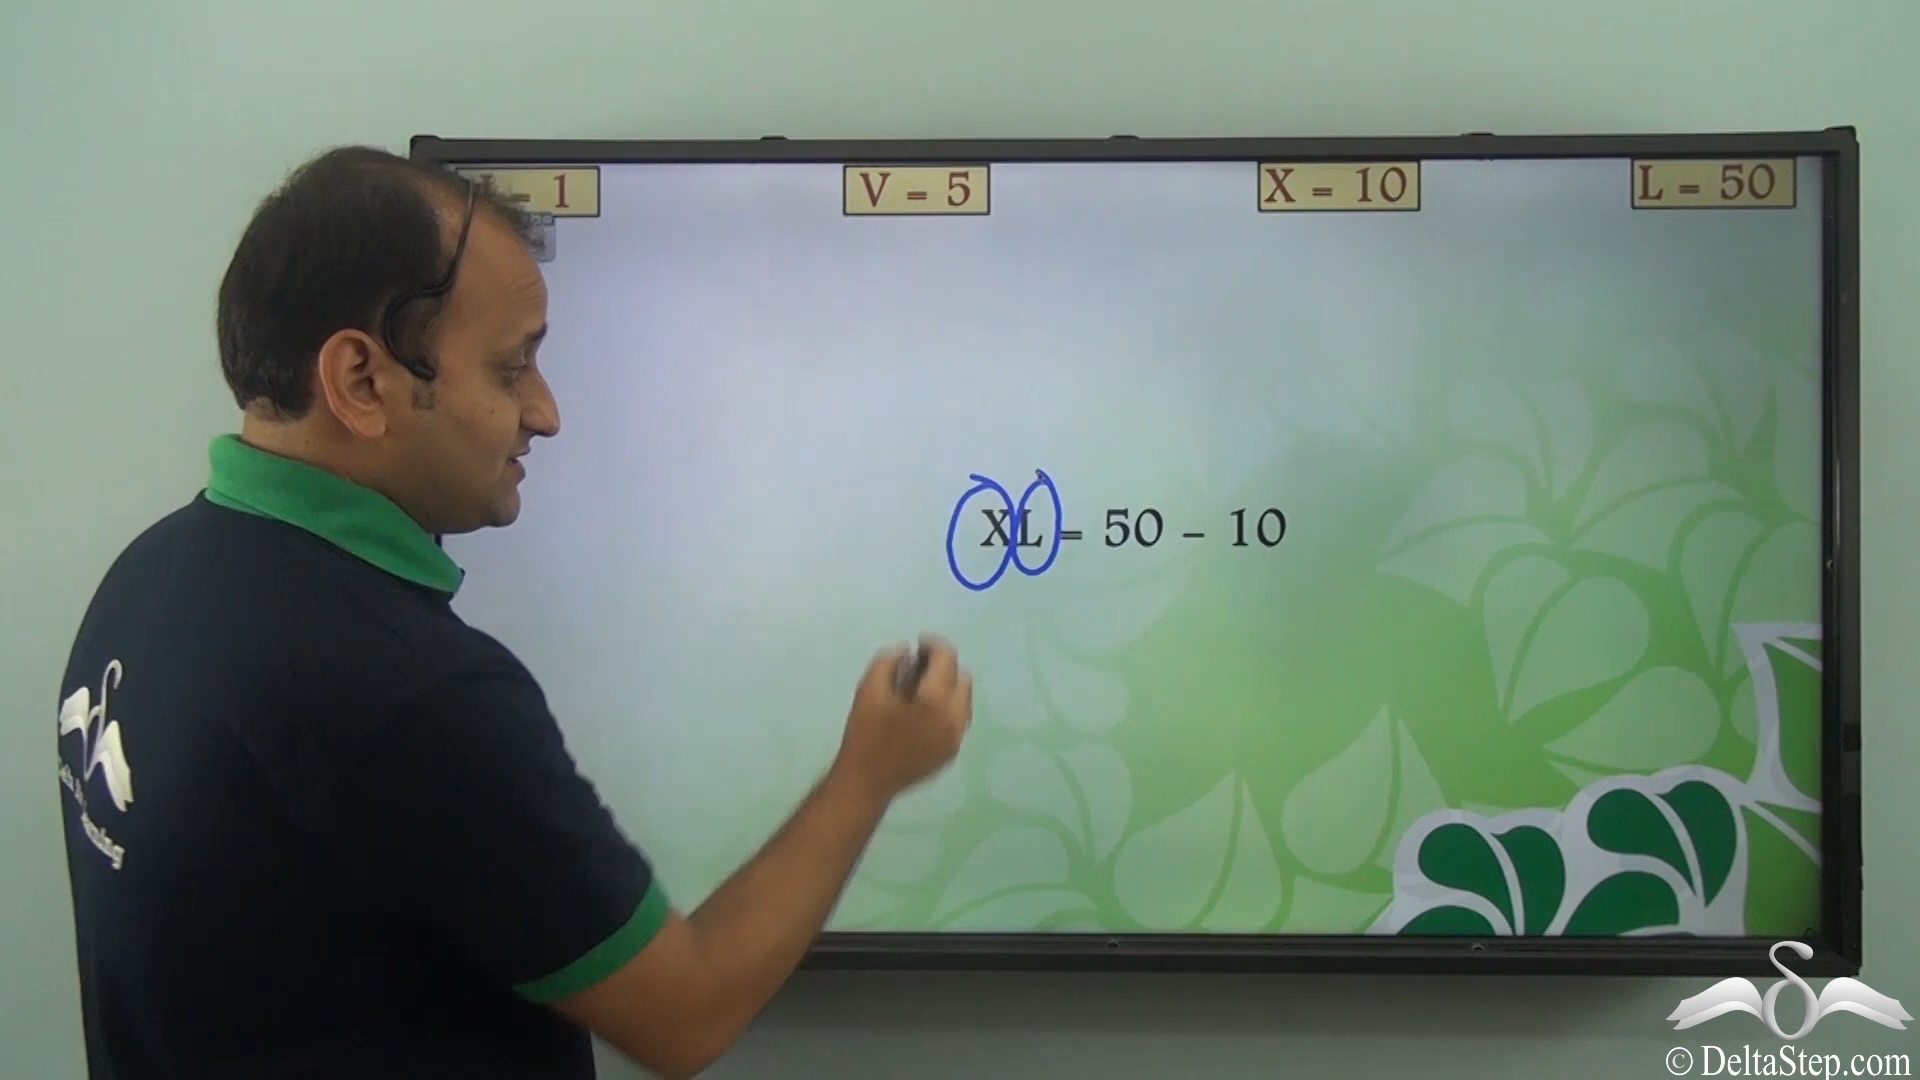 I = 1
V = 5
X = 10
L = 50
XL = 50 - 10
© DeltaStep.com